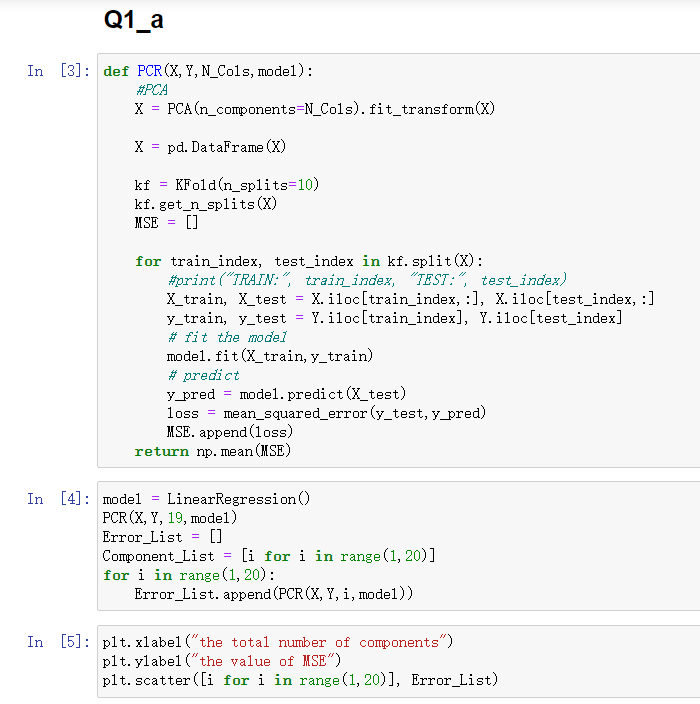 Q1_a
In [3]: def PCR(X,Y,N_Cols,model):
#PCA
X = PCA(n_components=N_Cols).fit_transform(X)
X = pd.DataFrame(X)
kf = KFold(n_splits=10)
kf.get_n_splits(X)
MSE = []
for train_index, test_index in kf.split(X):
#print("TRAIN:", train_index, "TEST:", test_index)
X_train, X_test = X.iloc[train_index,:], X.iloc[test_index,:]
y_train, y_test = Y.iloc[train_index], Y.iloc[test_index]
# fit the model
model.fit(X_train,y_train)
# predict
y_pred = model.predict(X_test)
loss = mean_squared_error(y_test,y_pred)
MSE.append(loss)
return np.mean(MSE)
In [4]: model = LinearRegression()
PCR(X,Y,19,model)
Error_List = []
Component_List = [i for i in range(1,20)]
for i in range(1,20):
Error_List.append(PCR(X,Y,i,model))
In [5]: plt.xlabel("the total number of components")
plt.ylabel("the value of MSE")
plt.scatter([i for i in range(1,20)], Error_List)